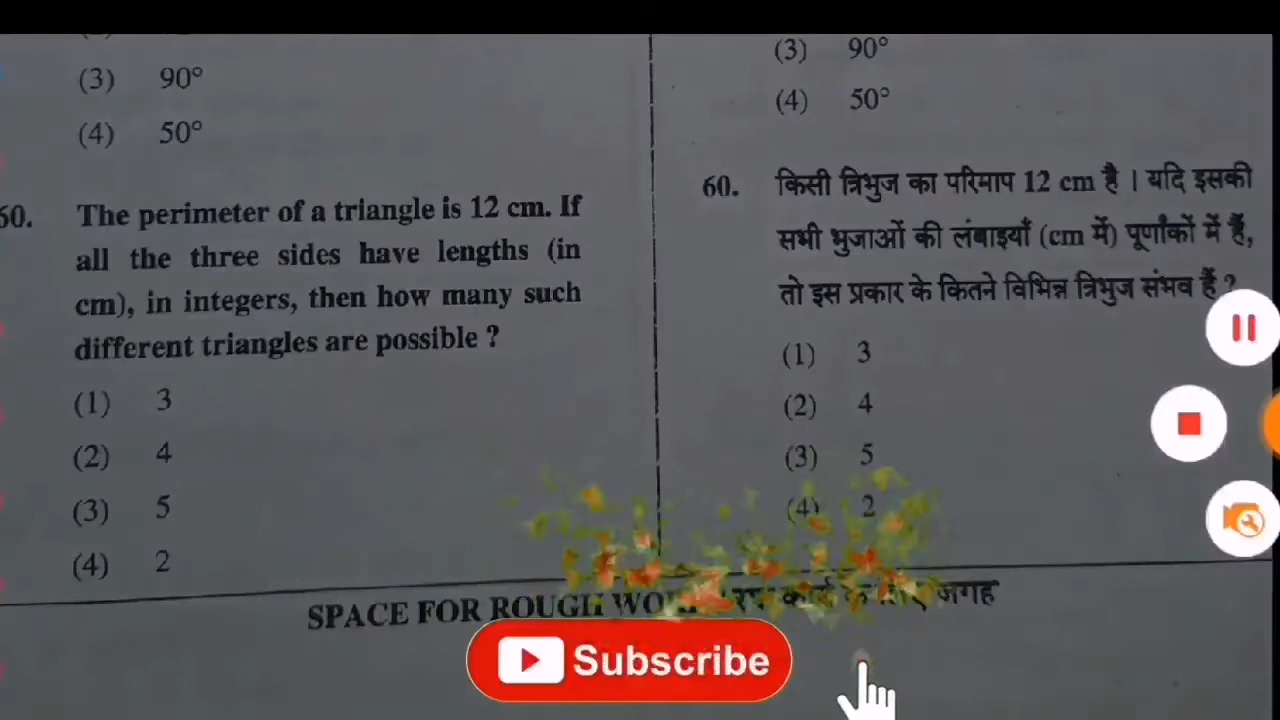 (3) 90°
(4) 50°
60. The perimeter of a triangle is 12 cm. If
all the three sides have lengths (in
cm), in integers, then how many such
different triangles are possible ?
(1) 3
(2) 4
(3) 5
(4) 2
(3) 90°
(4) 50°
60. किसी त्रिभुज का परिमाप 12 cm है । यदि इसकी
सभी भुजाओं की लंबाइयाँ (cm में) पूर्णांकों में हैं,
तो इस प्रकार के कितने विभिन्न त्रिभुज संभव हैं ?
(1) 3
(2) 4
(3) 5
(4) 2
SPACE FOR ROUGH जगह
Subscribe